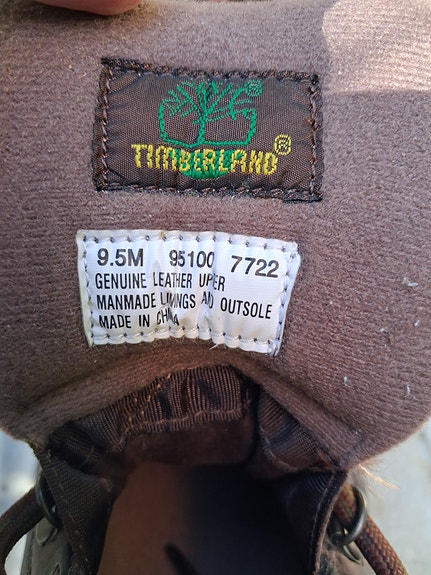 TIMBERLAND®
9.5M 95100 7722
GENUINE LEATHER UPPER
MANMADE LININGS AND OUTSOLE
MADE IN CHINA